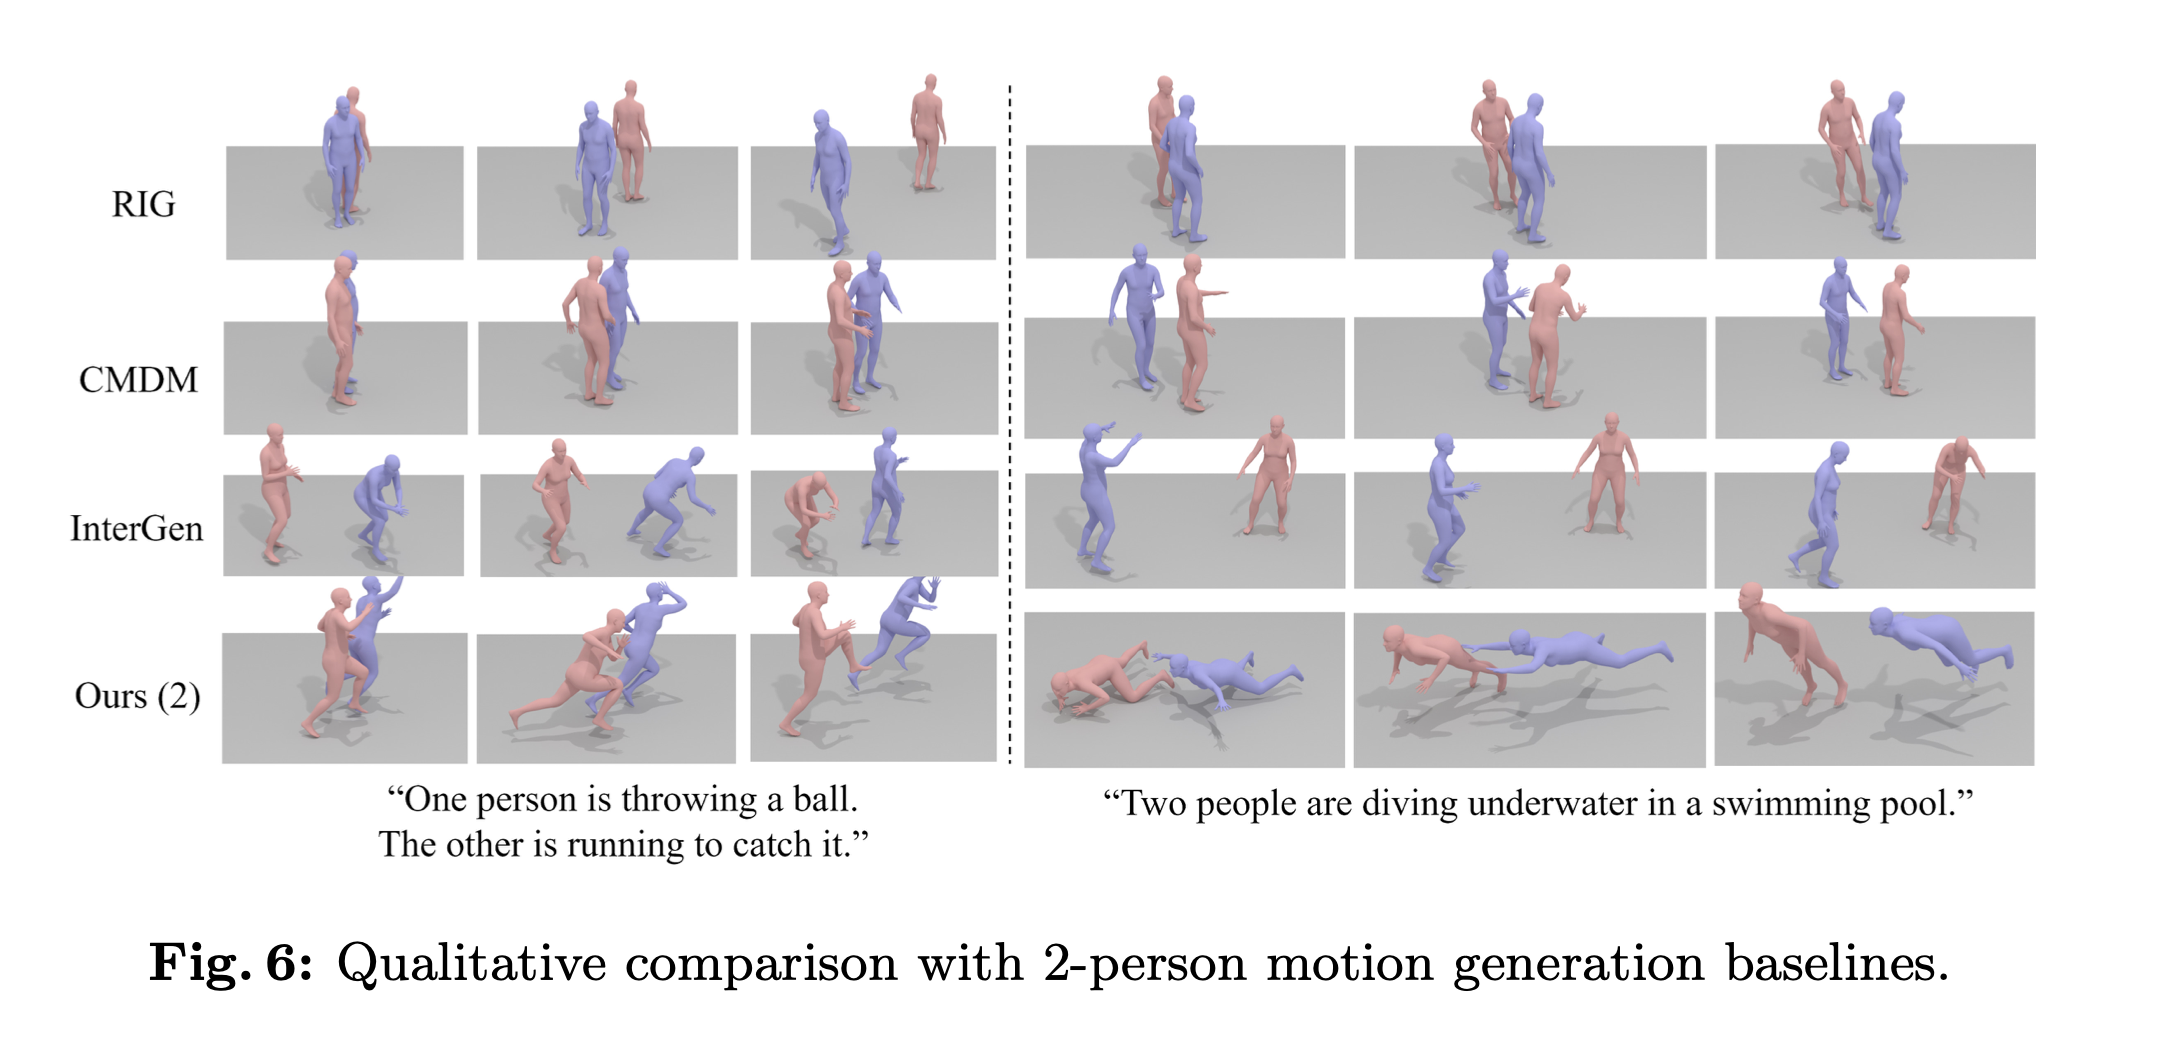 RIG
CMDM
InterGen
Ours (2)
“One person is throwing a ball.
The other is running to catch it.”
“Two people are diving underwater in a swimming pool.”
Fig. 6: Qualitative comparison with 2-person motion generation baselines.